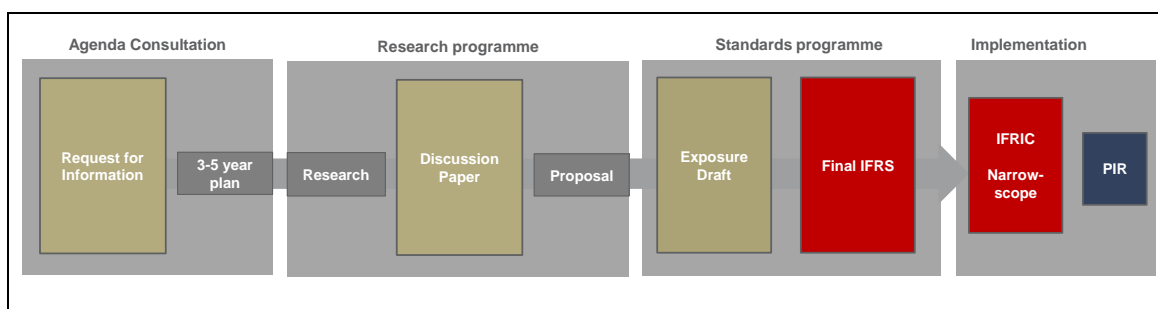 Agenda Consultation
Research programme
Standards programme
Implementation
Request for
Information
3-5 year
plan
Research
Discussion
Paper
Proposal
Exposure
Draft
Final IFRS
IFRIC
Narrow-
scope
PIR